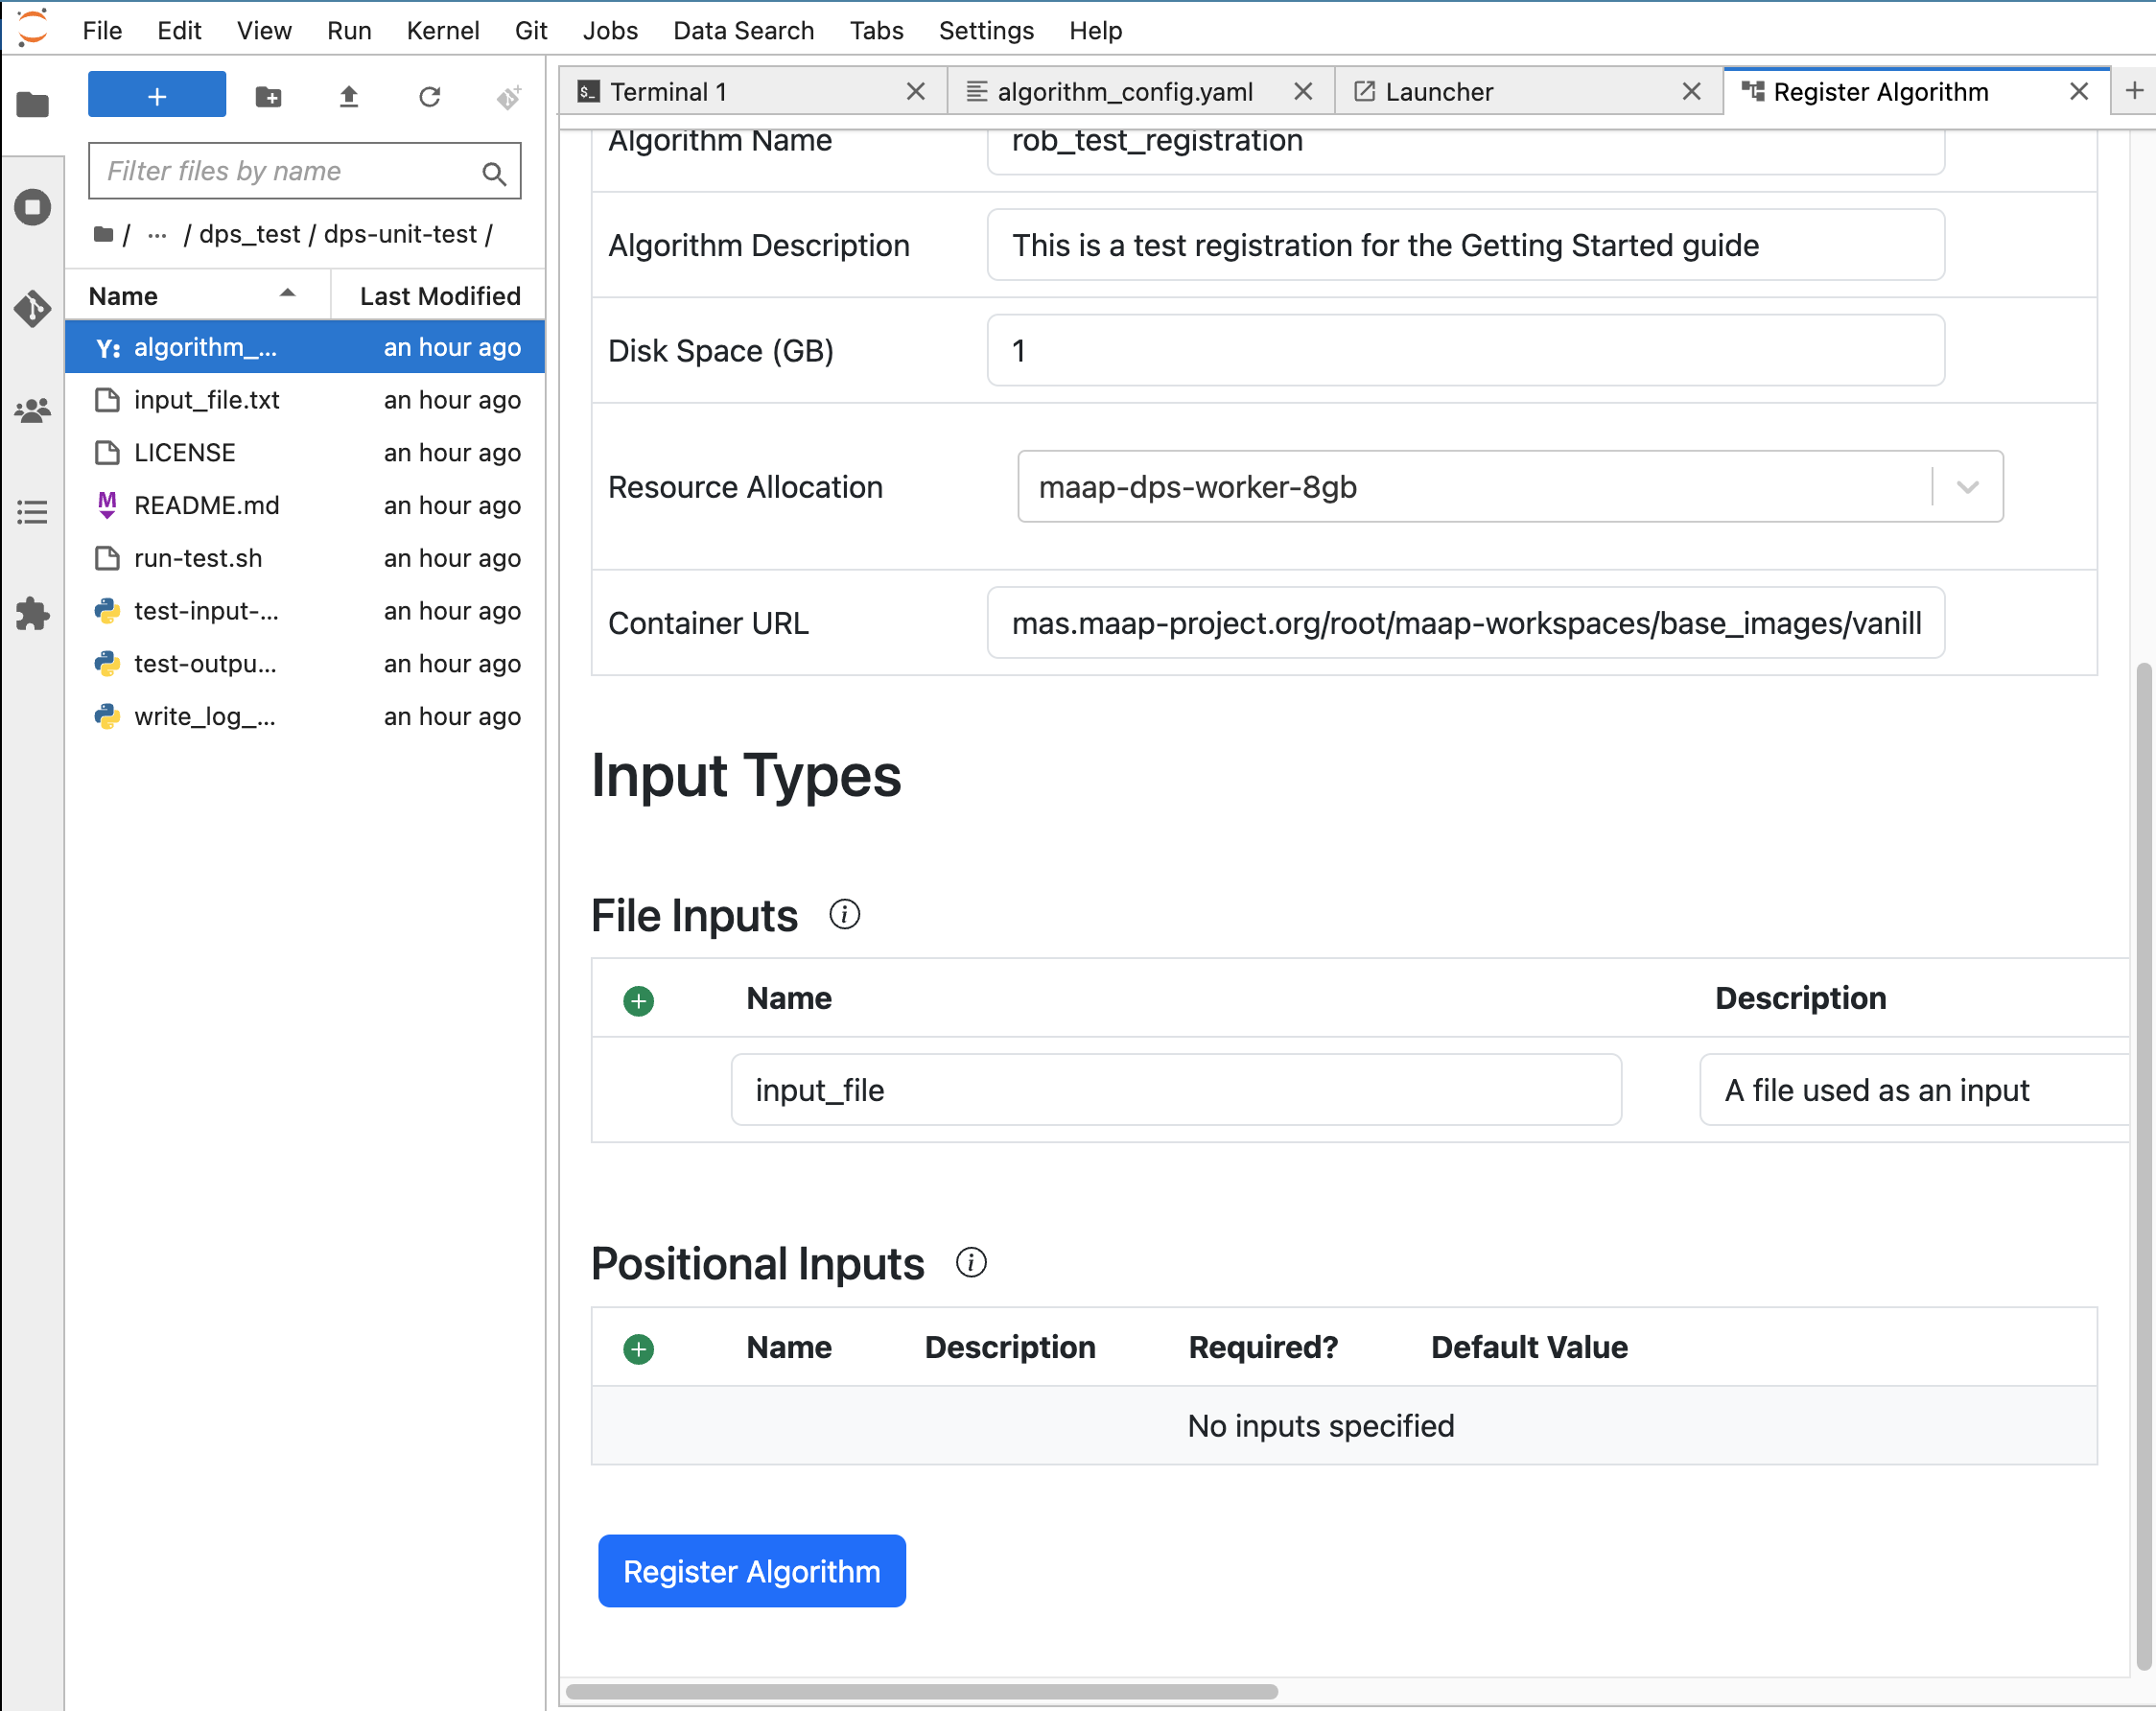 File Edit View Run Kernel Git Jobs Data Search Tabs Settings Help
Filter files by name
/ ... / dps_test / dps-unit-test /
Name Last Modified
algorithm_... an hour ago
input_file.txt an hour ago
LICENSE an hour ago
README.md an hour ago
run-test.sh an hour ago
test-input-... an hour ago
test-outpu... an hour ago
write_log_... an hour ago
Terminal 1 algorithm_config.yaml Launcher Register Algorithm
Algorithm Name rob_test_registration
Algorithm Description This is a test registration for the Getting Started guide
Disk Space (GB) 1
Resource Allocation maap-dps-worker-8gb
Container URL mas.maap-project.org/root/maap-workspaces/base_images/vanill
Input Types
File Inputs
Name Description
input_file A file used as an input
Positional Inputs
Name Description Required? Default Value
No inputs specified
Register Algorithm